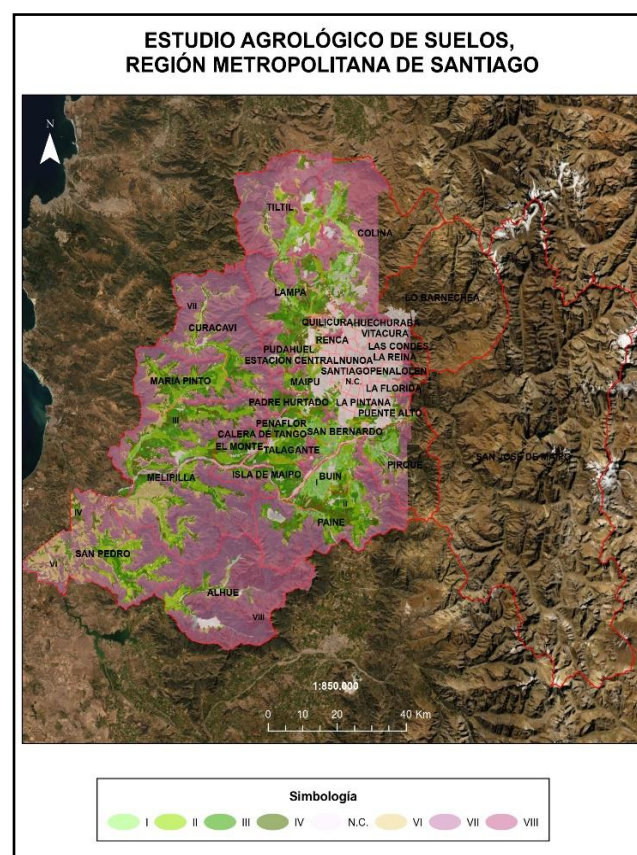 ESTUDIO AGROLÓGICO DE SUELOS,
REGIÓN METROPOLITANA DE SANTIAGO
N
TILTIL
COLINA
LAMPA
LO BARNECHEA
VII
CURACAVI
QUILICURA
HUECHURABA
VITACURA
RENCA
LAS CONDES
PUDAHUEL
LA REINA
ESTACIÓN CENTRAL
NUNOA
SANTIAGO
PENALOLEN
MARIA PINTO
MAIPU
N.C.
LA FLORIDA
PADRE HURTADO
LA PINTANA
PUENTE ALTO
III
PENAFLOR
CALERA DE TANGO
SAN BERNARDO
EL MONTE
TALAGANTE
SAN JOSE DE MAIPO
PIRQUE
MELIPILLA
ISLA DE MAIPO
BUIN
I
II
IV
PAINE
SAN PEDRO
VI
ALHUE
VIII
1:850.000
0 10 20 40 Km
Simbología
I II III IV N.C. VI VII VIII